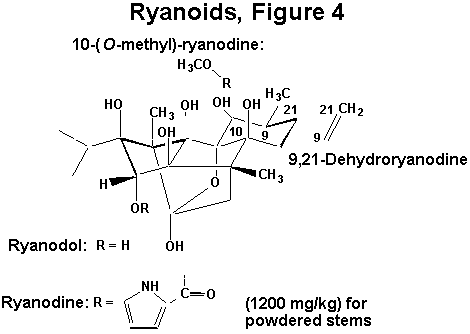 Ryanoids, Figure 4
10-(O-methyl)-ryanodine:
H₃CO
R
H₃C
21
21
CH₂
HO
CH₃
OH
OH
OH
10
9
9
OH
9,21-Dehydroryanodine
H
O
CH₃
OR
Ryanodol: R = H
OH
Ryanodine: R =
NH
C=O
(1200 mg/kg) for
powdered stems